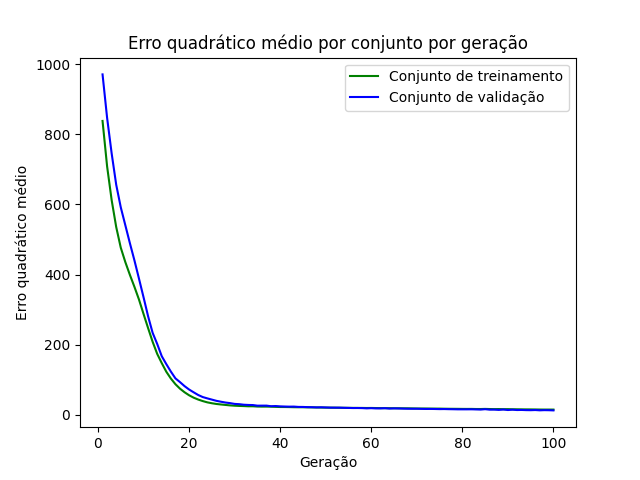 Erro quadrático médio por conjunto por geração
Conjunto de treinamento
Conjunto de validação
Erro quadrático médio
1000
800
600
400
200
0
0 20 40 60 80 100
Geração